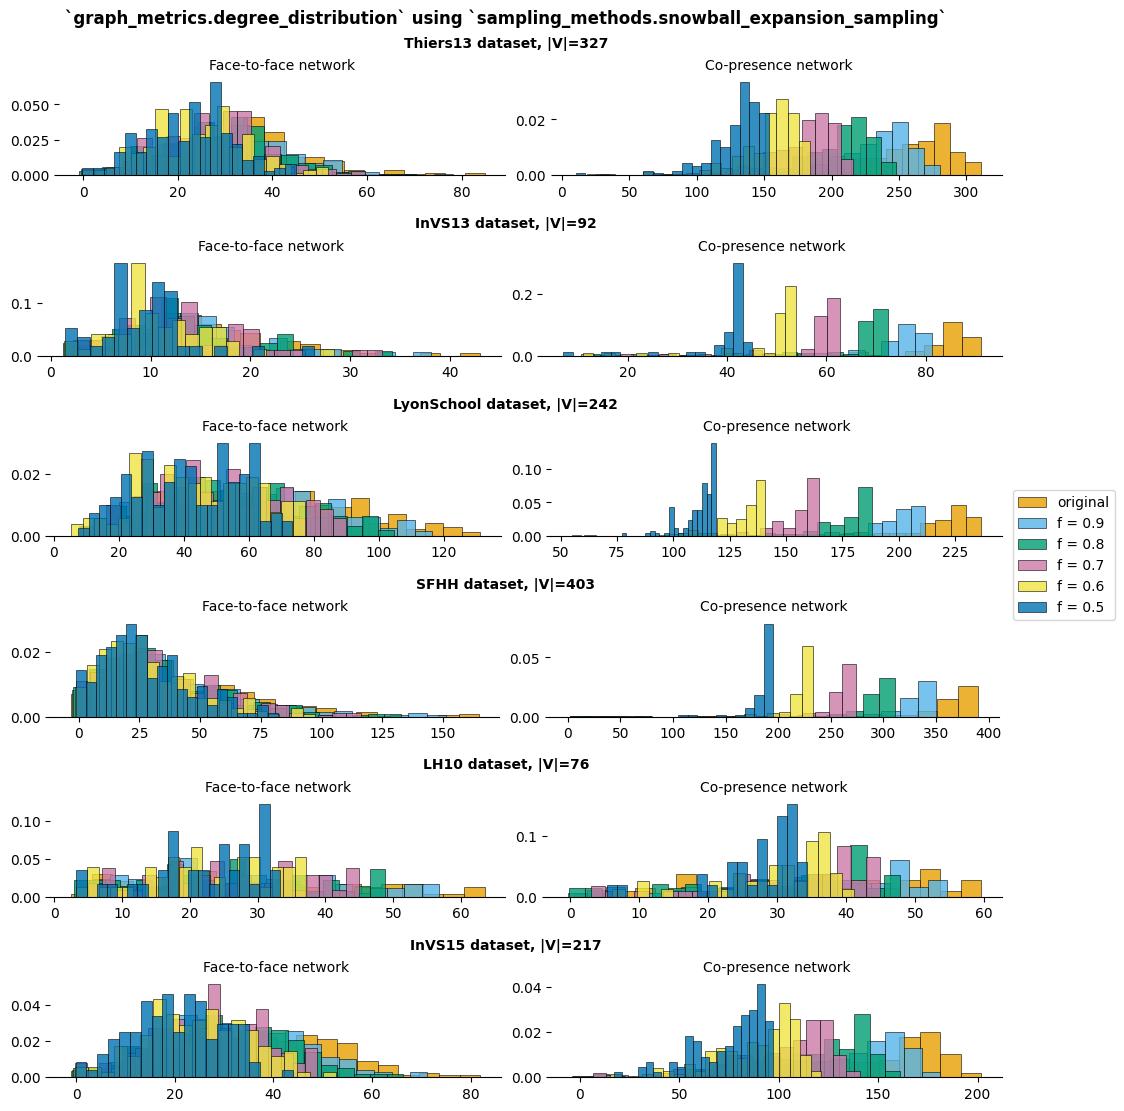 `graph_metrics.degree_distribution` using `sampling_methods.snowball_expansion_sampling`
Thiers13 dataset, |V|=327
Face-to-face network
Co-presence network
0.050
0.025
0.000
0 20 40 60 80
0.02
0.00
0 50 100 150 200 250 300
InVS13 dataset, |V|=92
Face-to-face network
Co-presence network
0.1
0.0
0 10 20 30 40
0.2
0.0
20 40 60 80
LyonSchool dataset, |V|=242
Face-to-face network
Co-presence network
0.02
0.00
0 20 40 60 80 100 120
0.10
0.05
0.00
50 75 100 125 150 175 200 225
original
f = 0.9
f = 0.8
f = 0.7
f = 0.6
f = 0.5
SFHH dataset, |V|=403
Face-to-face network
Co-presence network
0.02
0.00
0 25 50 75 100 125 150
0.05
0.00
0 50 100 150 200 250 300 350 400
LH10 dataset, |V|=76
Face-to-face network
Co-presence network
0.10
0.05
0.00
0 10 20 30 40 50 60
0.1
0.0
0 10 20 30 40 50 60
InVS15 dataset, |V|=217
Face-to-face network
Co-presence network
0.04
0.02
0.00
0 20 40 60 80
0.04
0.02
0.00
0 50 100 150 200